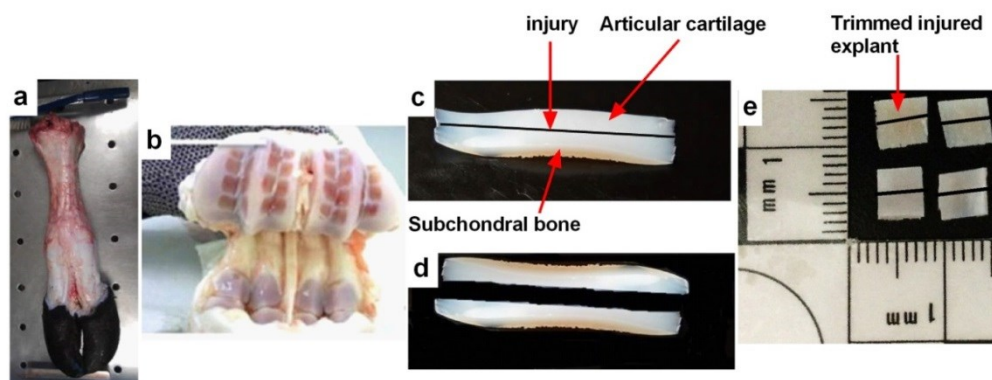 injury
Articular cartilage
Trimmed injured
explant
a
b
c
d
e
Subchondral bone
mm 1
mm 1